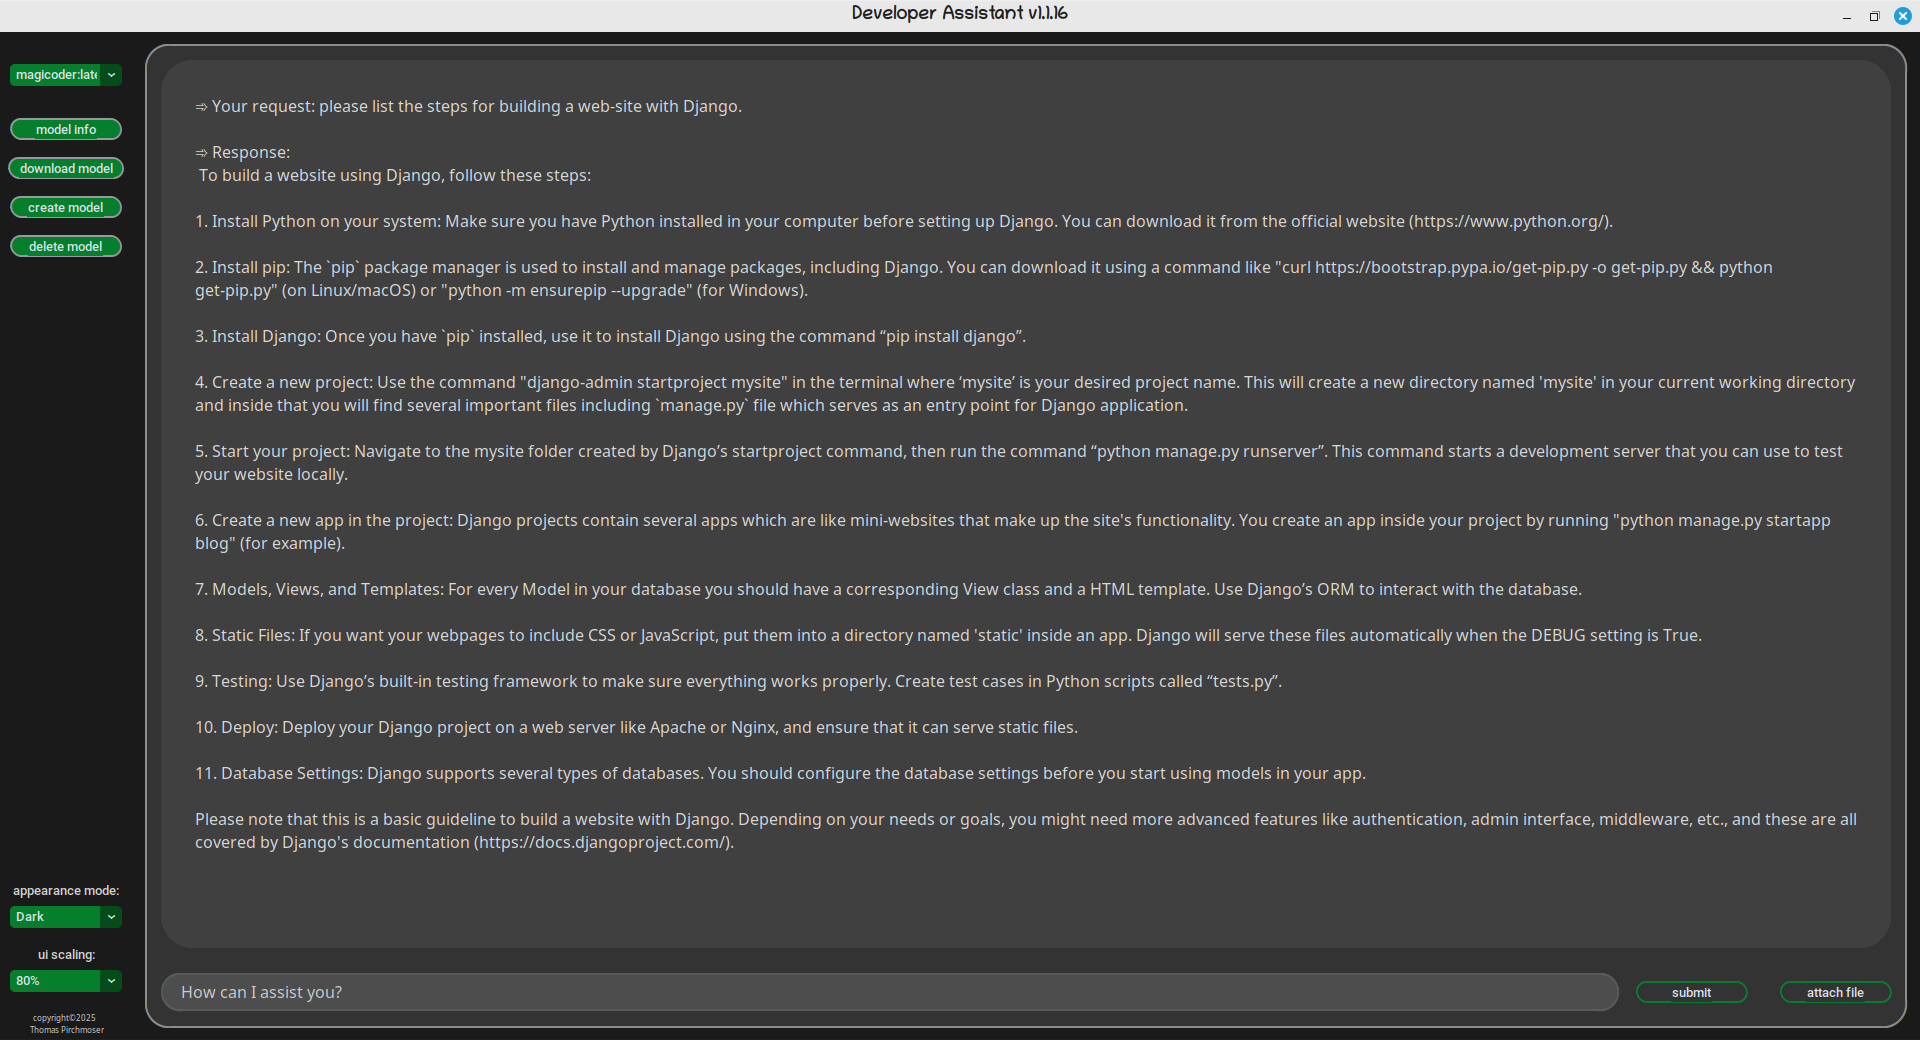 Developer Assistant v1.1.16
magicoder:late
model info
download model
create model
delete model
➾ Your request: please list the steps for building a web-site with Django.
➾ Response:
To build a website using Django, follow these steps:
1. Install Python on your system: Make sure you have Python installed in your computer before setting up Django. You can download it from the official website (https://www.python.org/).
2. Install pip: The `pip` package manager is used to install and manage packages, including Django. You can download it using a command like "curl https://bootstrap.pypa.io/get-pip.py -o get-pip.py && python
get-pip.py" (on Linux/macOS) or "python -m ensurepip --upgrade" (for Windows).
3. Install Django: Once you have `pip` installed, use it to install Django using the command “pip install django”.
4. Create a new project: Use the command "django-admin startproject mysite" in the terminal where ‘mysite’ is your desired project name. This will create a new directory named 'mysite' in your current working directory
and inside that you will find several important files including `manage.py` file which serves as an entry point for Django application.
5. Start your project: Navigate to the mysite folder created by Django’s startproject command, then run the command “python manage.py runserver”. This command starts a development server that you can use to test
your website locally.
6. Create a new app in the project: Django projects contain several apps which are like mini-websites that make up the site's functionality. You create an app inside your project by running "python manage.py startapp
blog" (for example).
7. Models, Views, and Templates: For every Model in your database you should have a corresponding View class and a HTML template. Use Django’s ORM to interact with the database.
8. Static Files: If you want your webpages to include CSS or JavaScript, put them into a directory named 'static' inside an app. Django will serve these files automatically when the DEBUG setting is True.
9. Testing: Use Django’s built-in testing framework to make sure everything works properly. Create test cases in Python scripts called “tests.py”.
10. Deploy: Deploy your Django project on a web server like Apache or Nginx, and ensure that it can serve static files.
11. Database Settings: Django supports several types of databases. You should configure the database settings before you start using models in your app.
Please note that this is a basic guideline to build a website with Django. Depending on your needs or goals, you might need more advanced features like authentication, admin interface, middleware, etc., and these are all
covered by Django's documentation (https://docs.djangoproject.com/).
appearance mode:
Dark
ui scaling:
80%
copyright©2025
Thomas Pirchmoser
How can I assist you?
submit
attach file